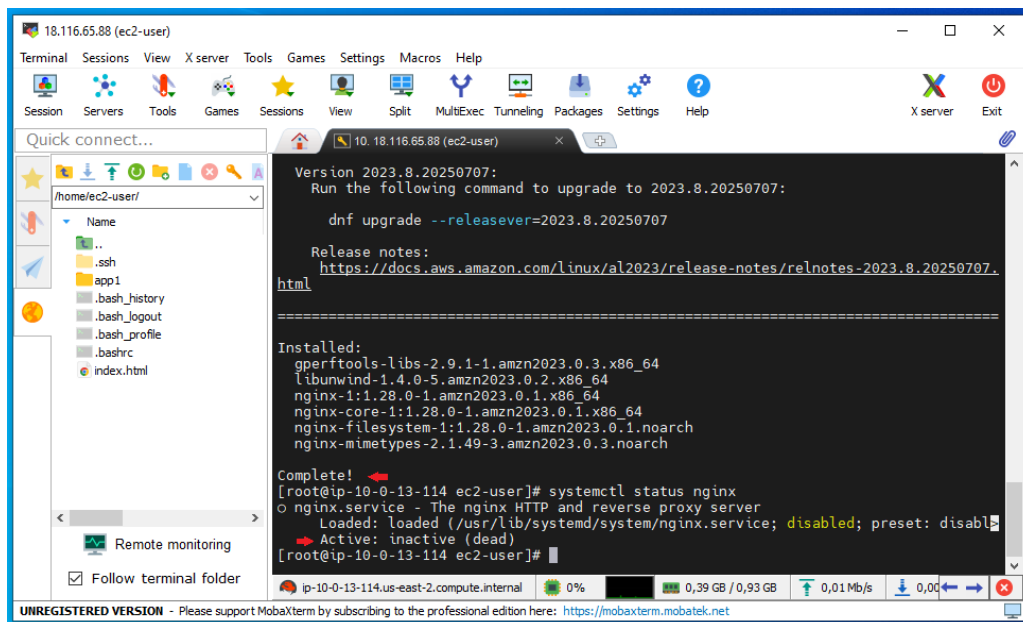 18.116.65.88 (ec2-user)
Terminal Sessions View X server Tools Games Settings Macros Help
Session Servers Tools Games Sessions View Split MultiExec Tunneling Packages Settings Help X server Exit
Quick connect...
10. 18.116.65.88 (ec2-user)
/home/ec2-user/
Name
..
.ssh
app1
.bash_history
.bash_logout
.bash_profile
.bashrc
index.html
Remote monitoring
Follow terminal folder
Version 2023.8.20250707:
Run the following command to upgrade to 2023.8.20250707:
dnf upgrade --releasever=2023.8.20250707
Release notes:
https://docs.aws.amazon.com/linux/al2023/release-notes/relnotes-2023.8.20250707.
html
================================================================================
Installed:
gperftools-libs-2.9.1-1.amzn2023.0.3.x86_64
libunwind-1.4.0-5.amzn2023.0.2.x86_64
nginx-1:1.28.0-1.amzn2023.0.1.x86_64
nginx-core-1:1.28.0-1.amzn2023.0.1.x86_64
nginx-filesystem-1:1.28.0-1.amzn2023.0.1.noarch
nginx-mimetypes-2.1.49-3.amzn2023.0.3.noarch
Complete!
[root@ip-10-0-13-114 ec2-user]# systemctl status nginx
○ nginx.service - The nginx HTTP and reverse proxy server
Loaded: loaded (/usr/lib/systemd/system/nginx.service; disabled; preset: disabl>
Active: inactive (dead)
[root@ip-10-0-13-114 ec2-user]#
ip-10-0-13-114.us-east-2.compute.internal 0% 0,39 GB / 0,93 GB 0,01 Mb/s 0,00
UNREGISTERED VERSION - Please support MobaXterm by subscribing to the professional edition here: https://mobaxterm.mobatek.net